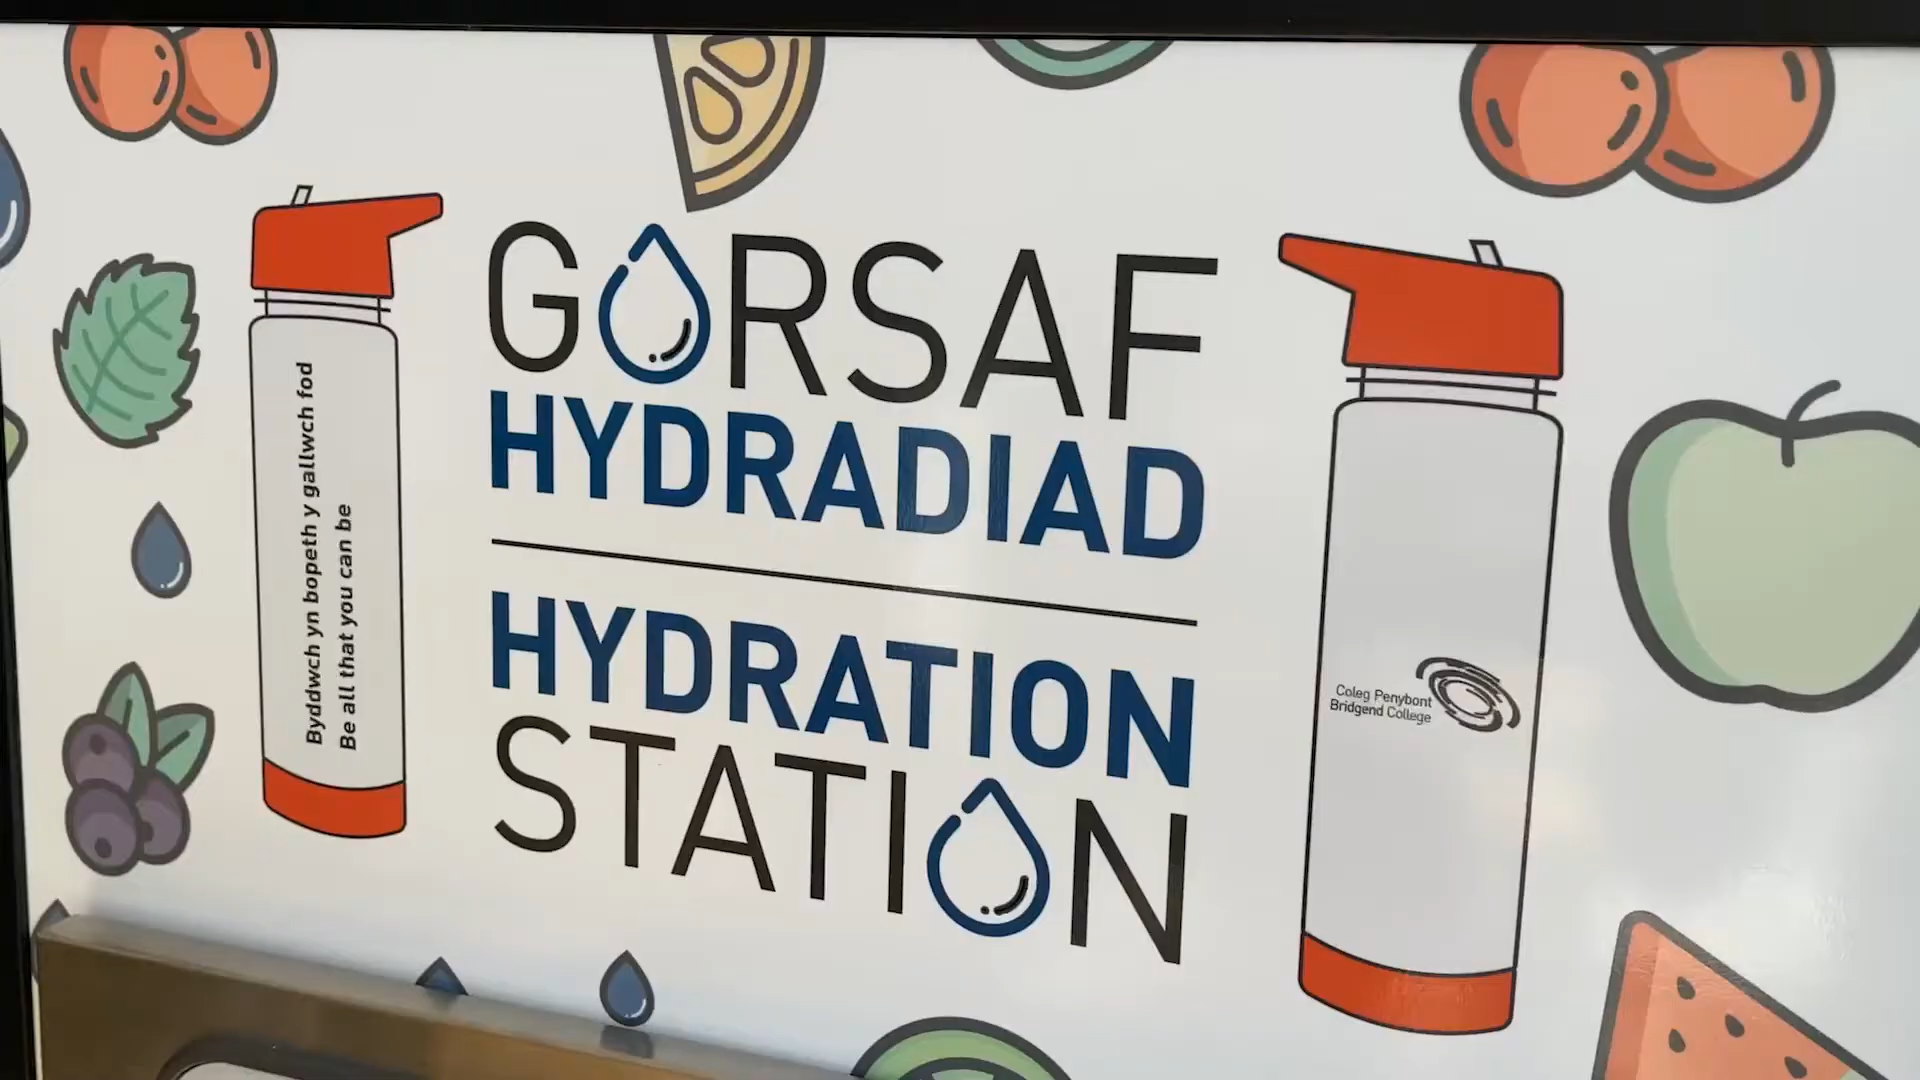 GORSAF
HYDRADIAD
HYDRATION
STATION
Byddwch yn bopeth y gallwch fod
Be all that you can be
Coleg Penybont
Bridgend College